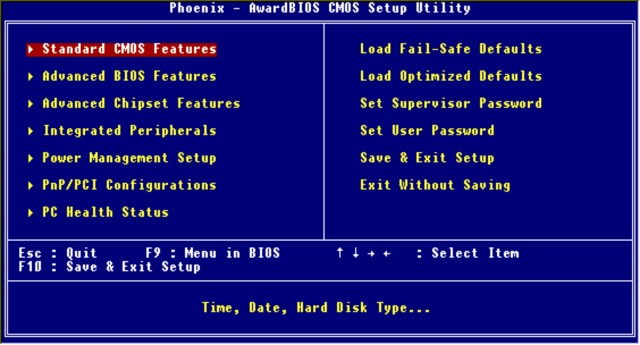 Phoenix - AwardBIOS CMOS Setup Utility
Standard CMOS Features
Advanced BIOS Features
Advanced Chipset Features
Integrated Peripherals
Power Management Setup
PnP/PCI Configurations
PC Health Status
Load Fail-Safe Defaults
Load Optimized Defaults
Set Supervisor Password
Set User Password
Save & Exit Setup
Exit Without Saving
Esc : Quit F9 : Menu in BIOS ↑ ↓ → ← : Select Item
F10 : Save & Exit Setup
Time, Date, Hard Disk Type...